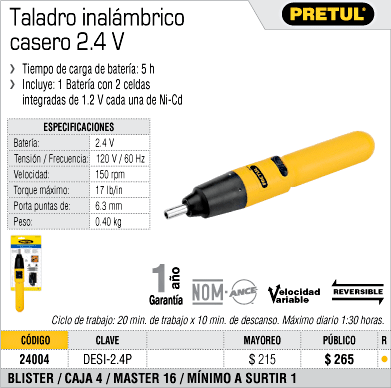 Taladro inalámbrico
casero 2.4 V
PRETUL®
》 Tiempo de carga de batería: 5 h
》 Incluye: 1 Batería con 2 celdas
integradas de 1.2 V cada una de Ni-Cd
ESPECIFICACIONES
Batería: 2.4 V
Tensión / Frecuencia: 120 V / 60 Hz
Velocidad: 150 rpm
Torque máximo: 17 lb/in
Porta puntas de: 6.3 mm
Peso: 0.40 kg
PRETUL
1 año
Garantía
NOM-ANCE
Velocidad
Variable
REVERSIBLE
Ciclo de trabajo: 20 min. de trabajo x 10 min. de descanso. Máximo diario 1:30 horas.
CÓDIGO CLAVE MAYOREO PÚBLICO R
24004 DESI-2.4P $ 215 $ 265
BLISTER / CAJA 4 / MASTER 16 / MÍNIMO A SURTIR 1